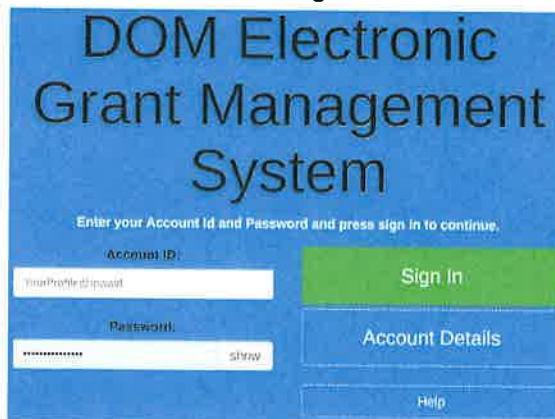 DOM Electronic
Grant Management
System
Enter your Account Id and Password and press sign in to continue.
Account ID:
Sign In
Password:
Account Details
show
Help